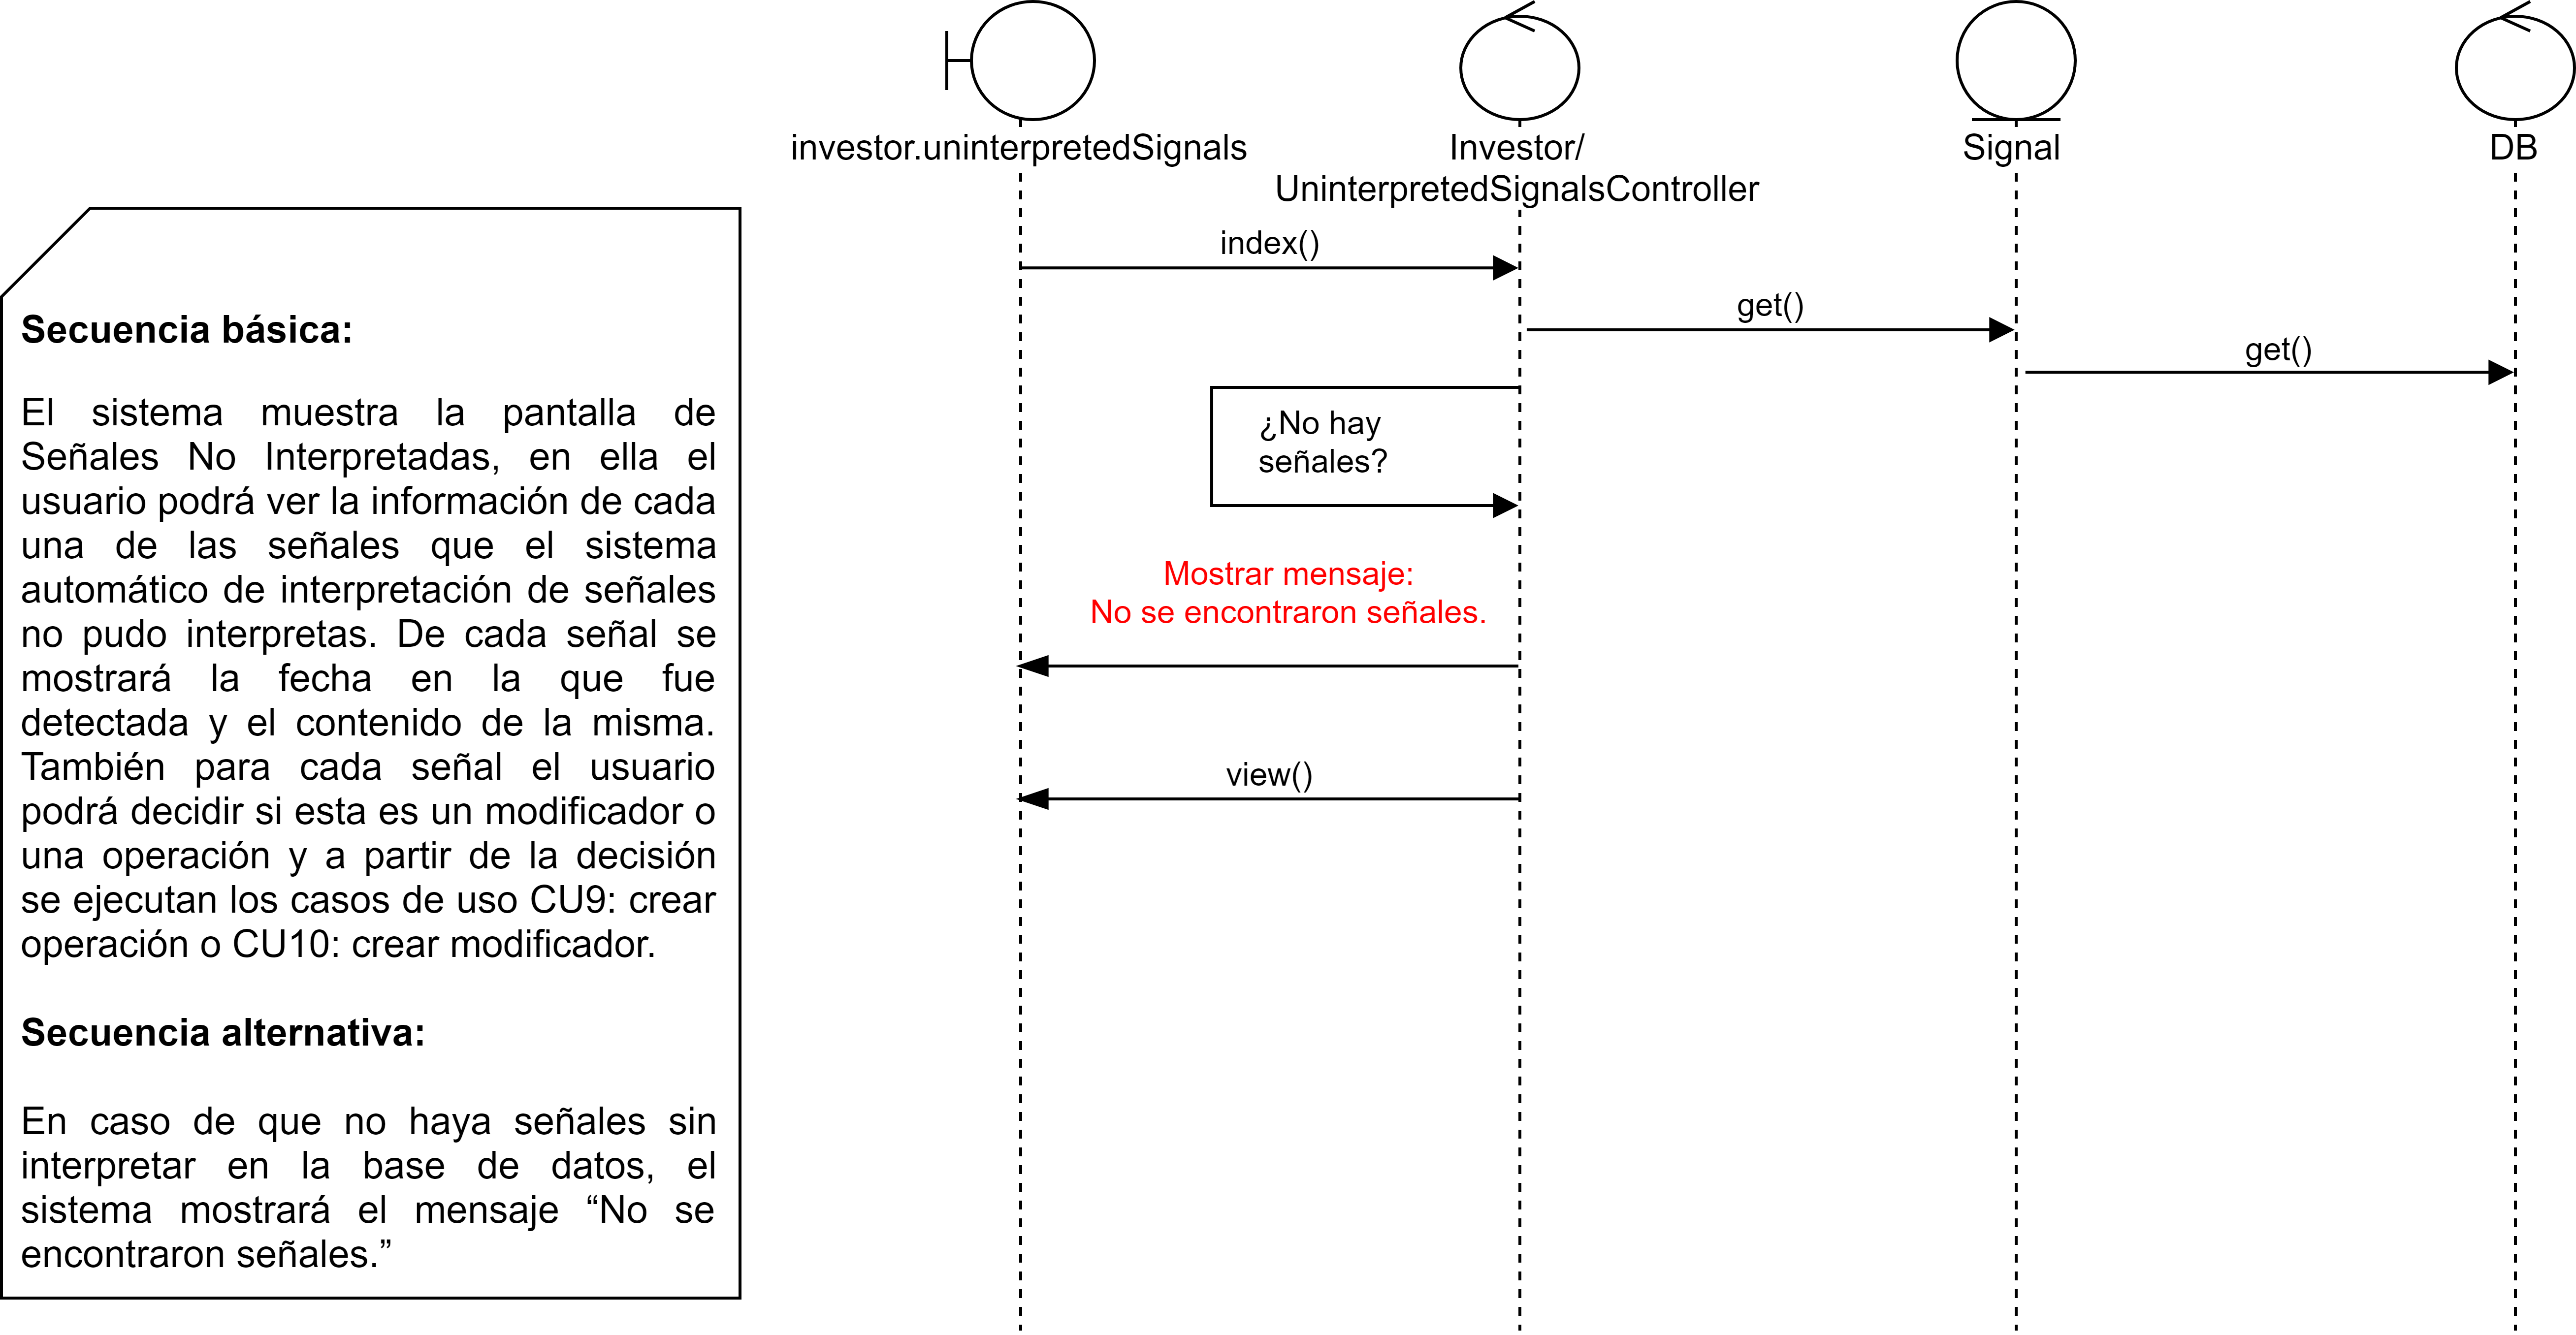 investor.uninterpretedSignals
Investor/
UninterpretedSignalsController
Signal
DB
Secuencia básica:
El sistema muestra la pantalla de
Señales No Interpretadas, en ella el
usuario podrá ver la información de cada
una de las señales que el sistema
automático de interpretación de señales
no pudo interpretas. De cada señal se
mostrará la fecha en la que fue
detectada y el contenido de la misma.
También para cada señal el usuario
podrá decidir si esta es un modificador o
una operación y a partir de la decisión
se ejecutan los casos de uso CU9: crear
operación o CU10: crear modificador.
Secuencia alternativa:
En caso de que no haya señales sin
interpretar en la base de datos, el
sistema mostrará el mensaje “No se
encontraron señales.”
index()
get()
get()
¿No hay
señales?
Mostrar mensaje:
No se encontraron señales.
view()